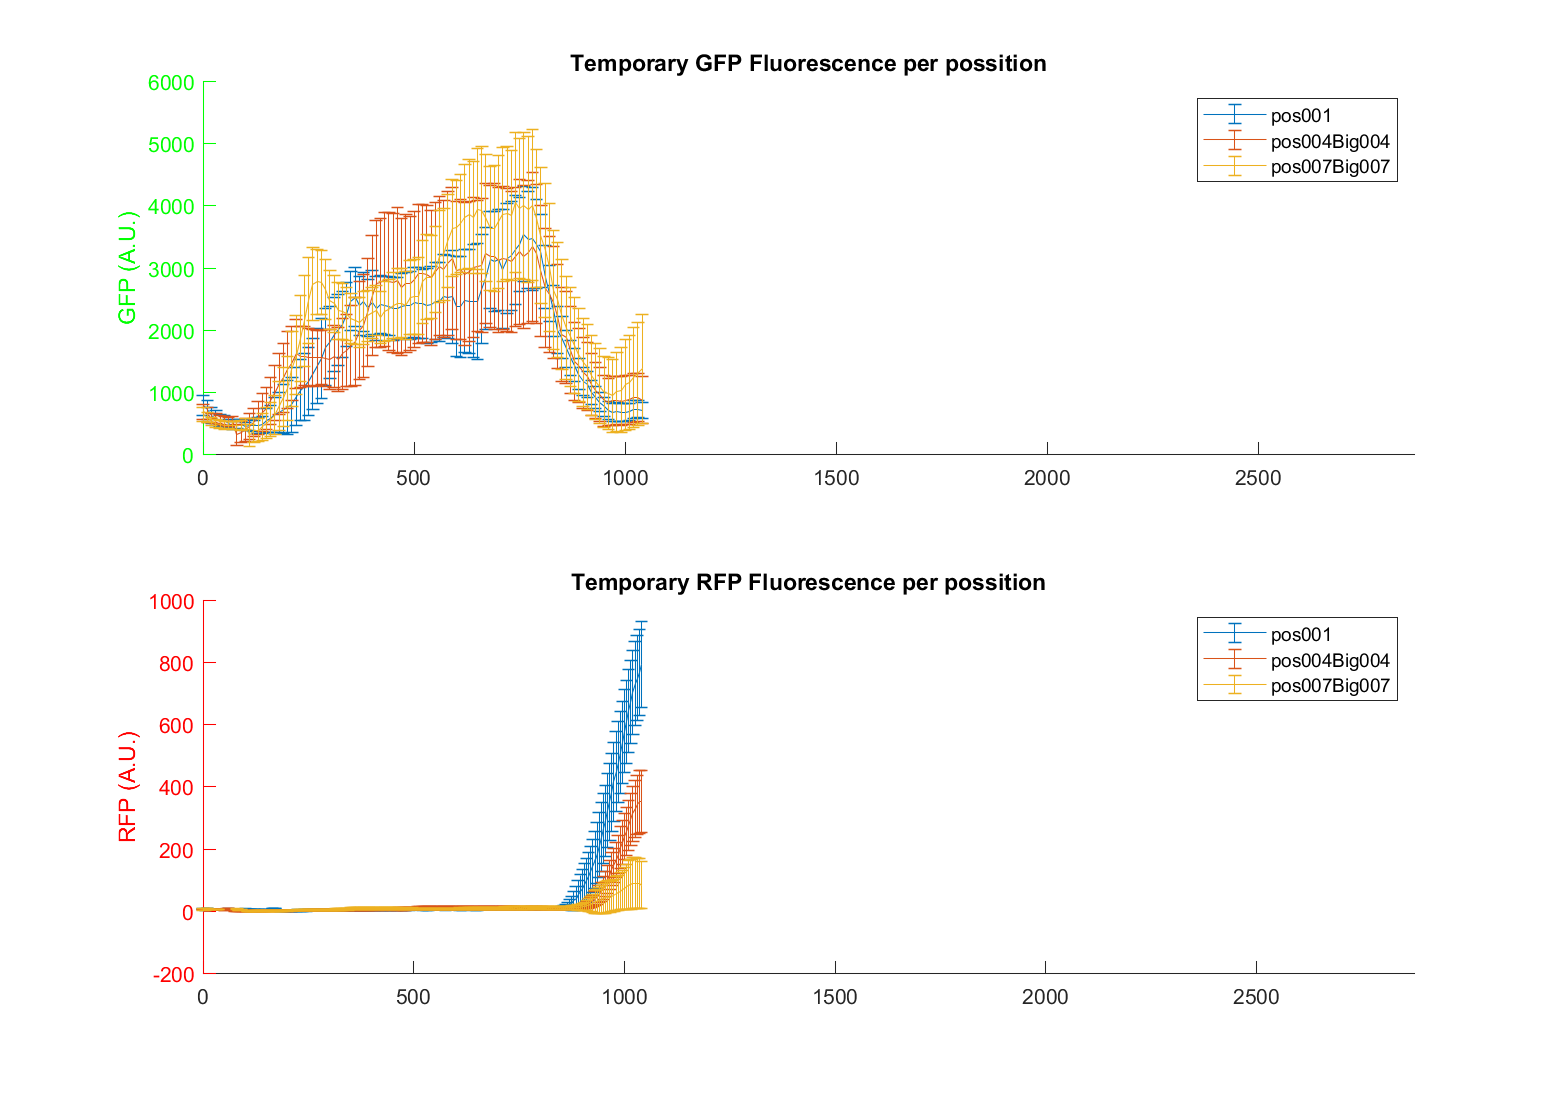 Temporary GFP Fluorescence per possition
6000
5000
4000
3000
2000
1000
0
GFP (A.U.)
0 500 1000 1500 2000 2500
pos001
pos004Big004
pos007Big007
Temporary RFP Fluorescence per possition
1000
800
600
400
200
0
-200
RFP (A.U.)
0 500 1000 1500 2000 2500
pos001
pos004Big004
pos007Big007